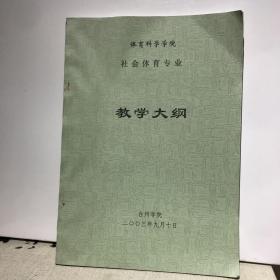 体育科学学院
社会体育专业
教学大纲
台州学院
二〇〇三年九月十日